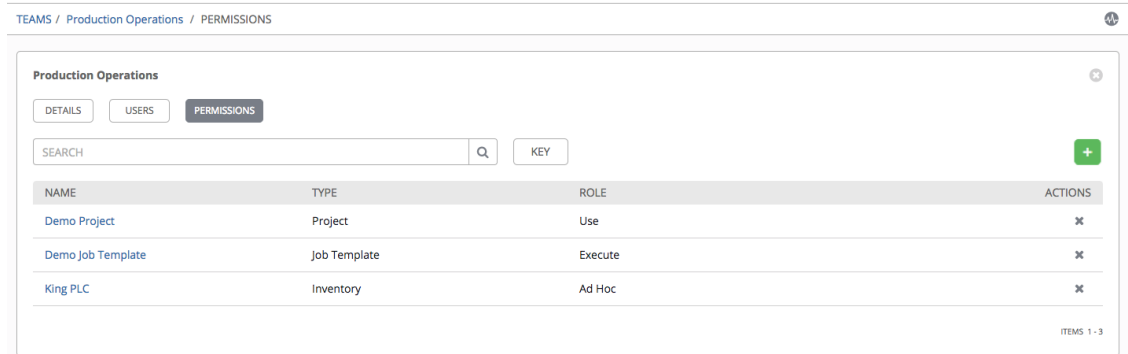 TEAMS / Production Operations / PERMISSIONS
Production Operations
DETAILS USERS PERMISSIONS
SEARCH KEY
NAME TYPE ROLE ACTIONS
Demo Project Project Use
Demo Job Template Job Template Execute
King PLC Inventory Ad Hoc
ITEMS 1 - 3